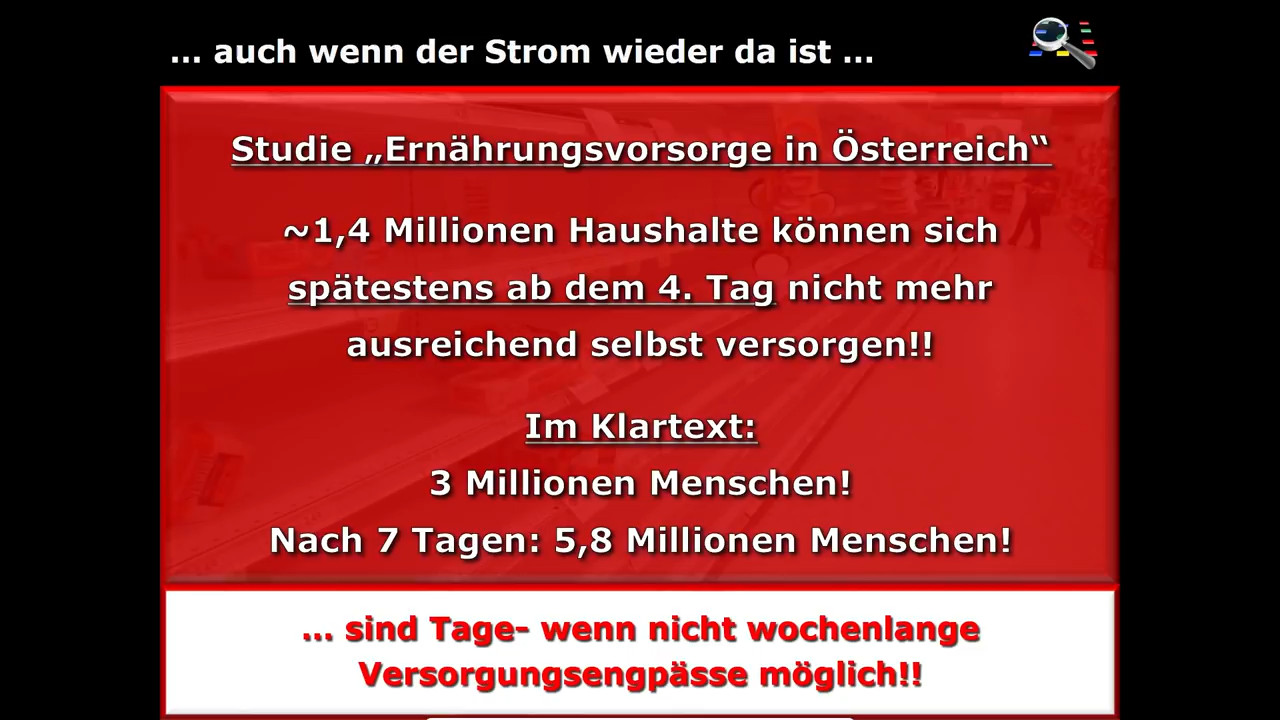 ... auch wenn der Strom wieder da ist ...
Studie „Ernährungsvorsorge in Österreich“
~1,4 Millionen Haushalte können sich
spätestens ab dem 4. Tag nicht mehr
ausreichend selbst versorgen!!
Im Klartext:
3 Millionen Menschen!
Nach 7 Tagen: 5,8 Millionen Menschen!
... sind Tage- wenn nicht wochenlange
Versorgungsengpässe möglich!!